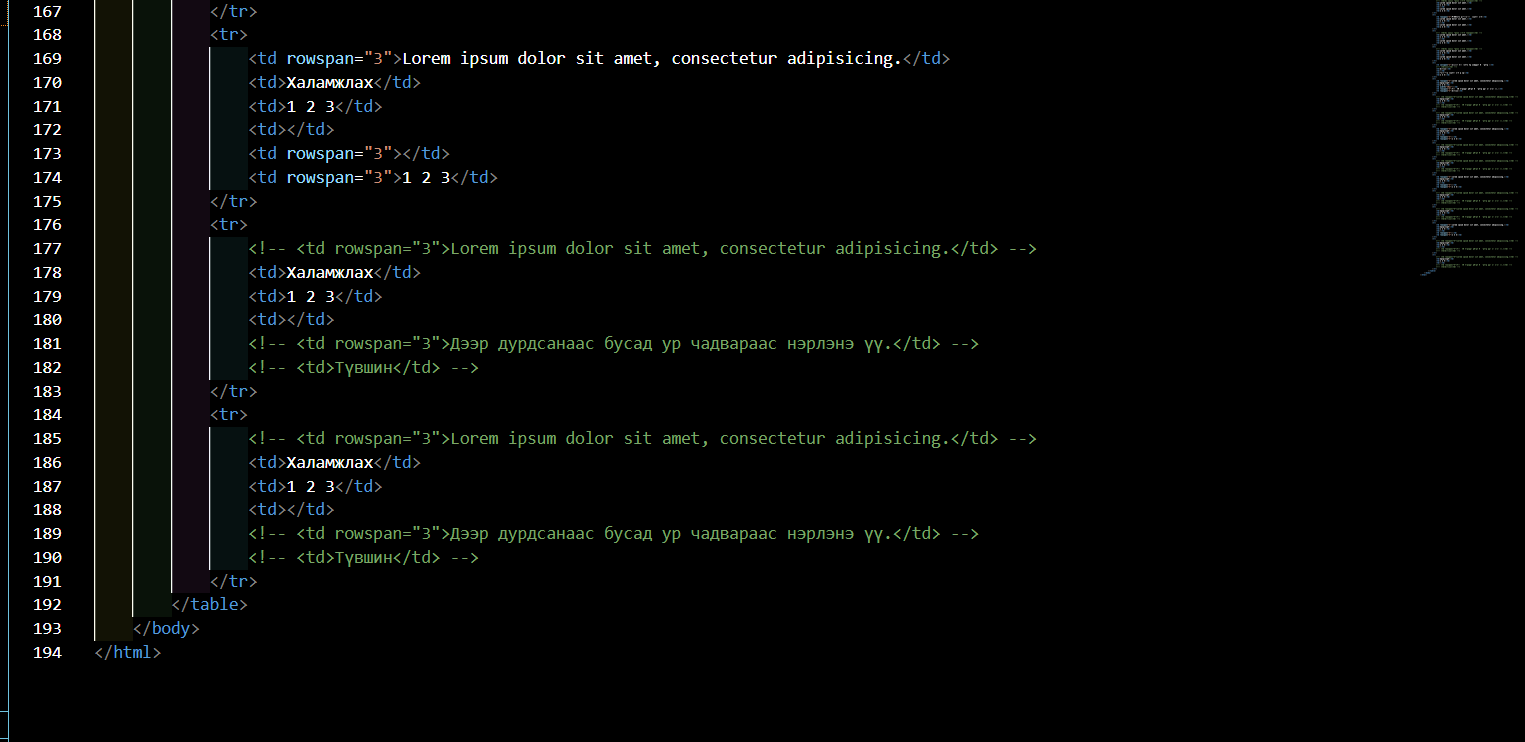 167 </tr>
168 <tr>
169 <td rowspan="3">Lorem ipsum dolor sit amet, consectetur adipisicing.</td>
170 <td>Халамжлах</td>
171 <td>1 2 3</td>
172 <td></td>
173 <td rowspan="3"></td>
174 <td rowspan="3">1 2 3</td>
175 </tr>
176 <tr>
177 <!-- <td rowspan="3">Lorem ipsum dolor sit amet, consectetur adipisicing.</td> -->
178 <td>Халамжлах</td>
179 <td>1 2 3</td>
180 <td></td>
181 <!-- <td rowspan="3">Дээр дурдсанаас бусад ур чадвараас нэрлэнэ үү.</td> -->
182 <!-- <td>Түвшин</td> -->
183 </tr>
184 <tr>
185 <!-- <td rowspan="3">Lorem ipsum dolor sit amet, consectetur adipisicing.</td> -->
186 <td>Халамжлах</td>
187 <td>1 2 3</td>
188 <td></td>
189 <!-- <td rowspan="3">Дээр дурдсанаас бусад ур чадвараас нэрлэнэ үү.</td> -->
190 <!-- <td>Түвшин</td> -->
191 </tr>
192 </table>
193 </body>
194 </html>